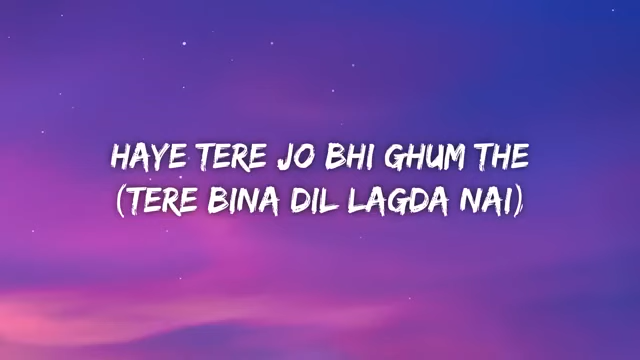 HAYE TERE JO BHI GHUM THE
(TERE BINA DIL LAGDA NAI)